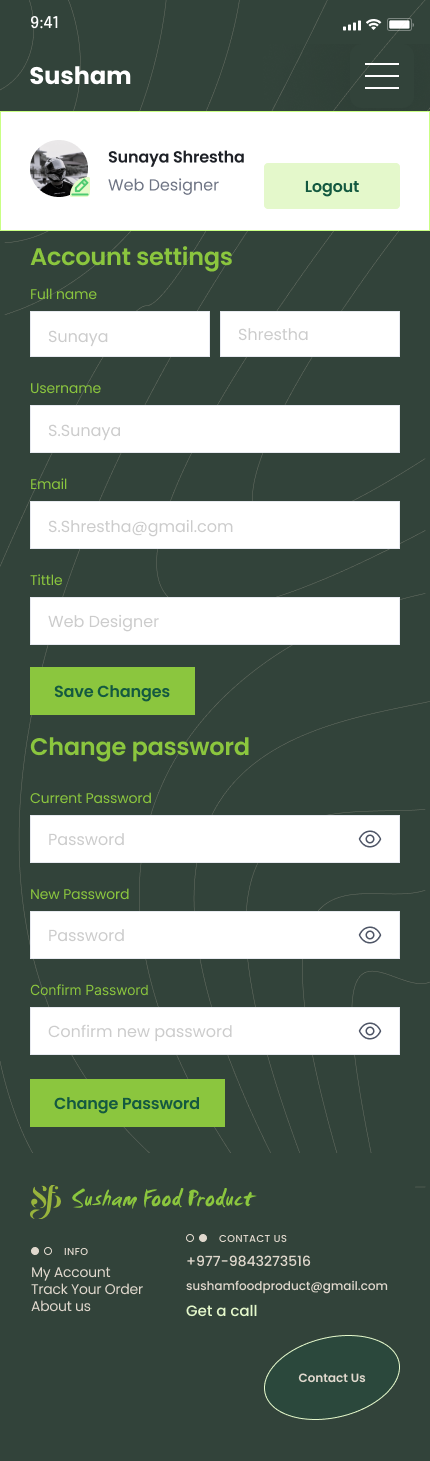 9:41
Susham
Sunaya Shrestha
Web Designer
Logout
Account settings
Full name
Sunaya
Shrestha
Username
S.Sunaya
Email
S.Shrestha@gmail.com
Tittle
Web Designer
Save Changes
Change password
Current Password
Password
New Password
Password
Confirm Password
Confirm new password
Change Password
Susham Food Product
INFO
My Account
Track Your Order
About us
CONTACT US
+977-9843273516
sushamfoodproduct@gmail.com
Get a call
Contact Us